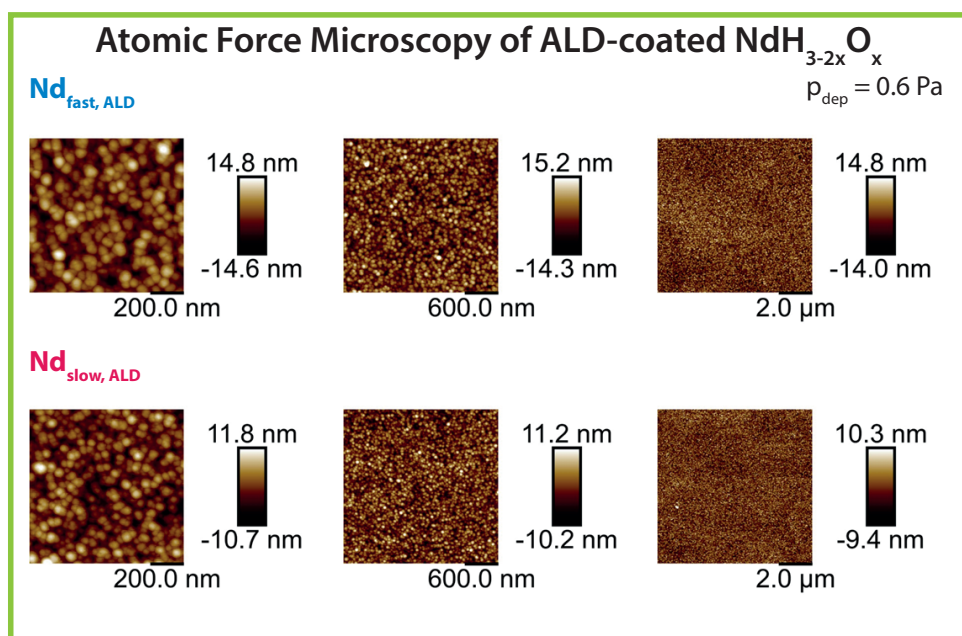 Atomic Force Microscopy of ALD-coated NdH3-2xOx
Ndfast, ALD
pdep = 0.6 Pa
14.8 nm
-14.6 nm
200.0 nm
15.2 nm
-14.3 nm
600.0 nm
14.8 nm
-14.0 nm
2.0 µm
Ndslow, ALD
11.8 nm
-10.7 nm
200.0 nm
11.2 nm
-10.2 nm
600.0 nm
10.3 nm
-9.4 nm
2.0 µm